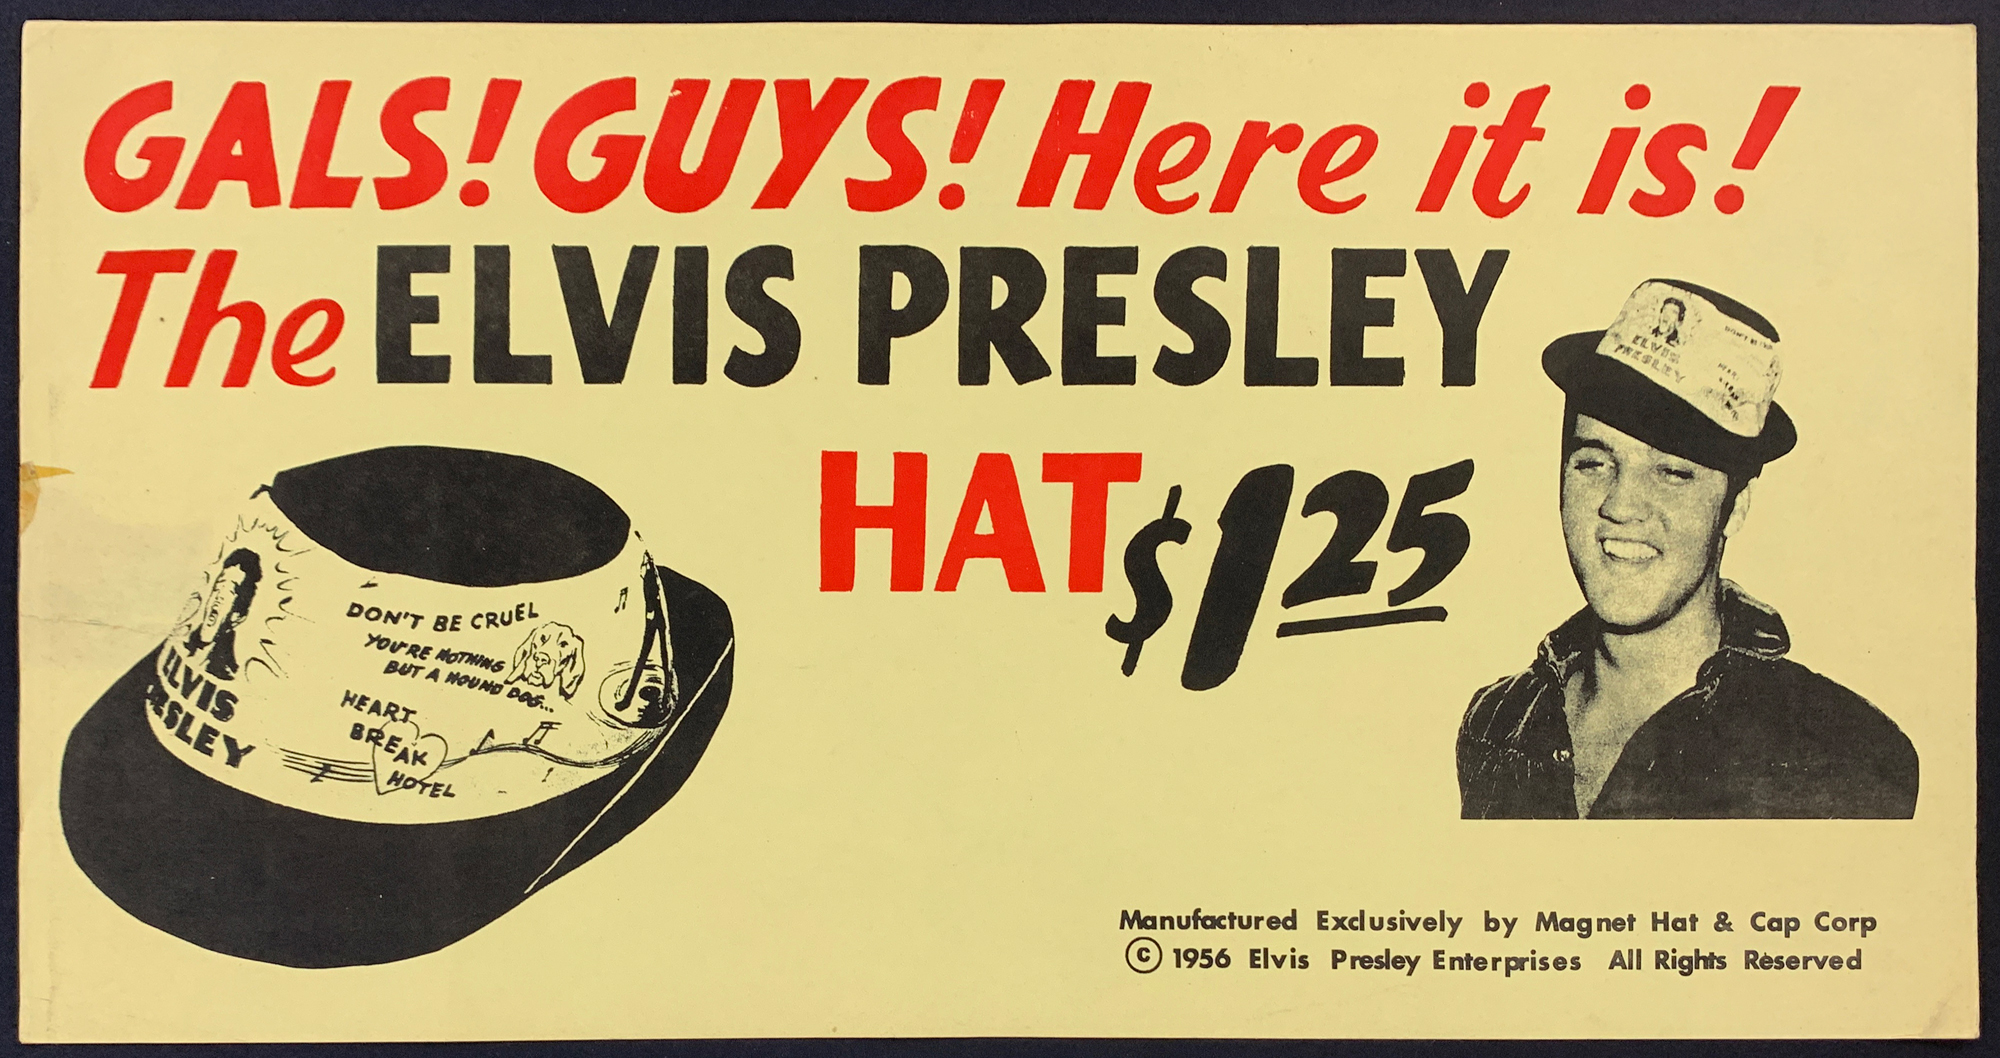 GALS! GUYS! Here it is!
The ELVIS PRESLEY
HAT $1 25
ELVIS
PRESLEY
DON'T BE CRUEL
YOU'RE NOTHING
BUT A HOUND DOG...
HEART
BREAK
HOTEL
ELVIS
PRESLEY
Manufactured Exclusively by Magnet Hat & Cap Corp
© 1956 Elvis Presley Enterprises All Rights Reserved